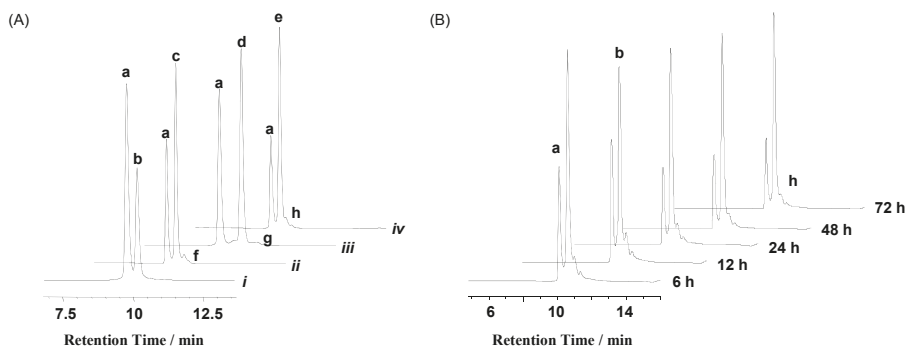 (A)
a
b
a
c
f
a
d
g
a
e
h
iv
iii
ii
i
7.5 10 12.5
Retention Time / min
(B)
a
b
h
72 h
48 h
24 h
12 h
6 h
6 10 14
Retention Time / min